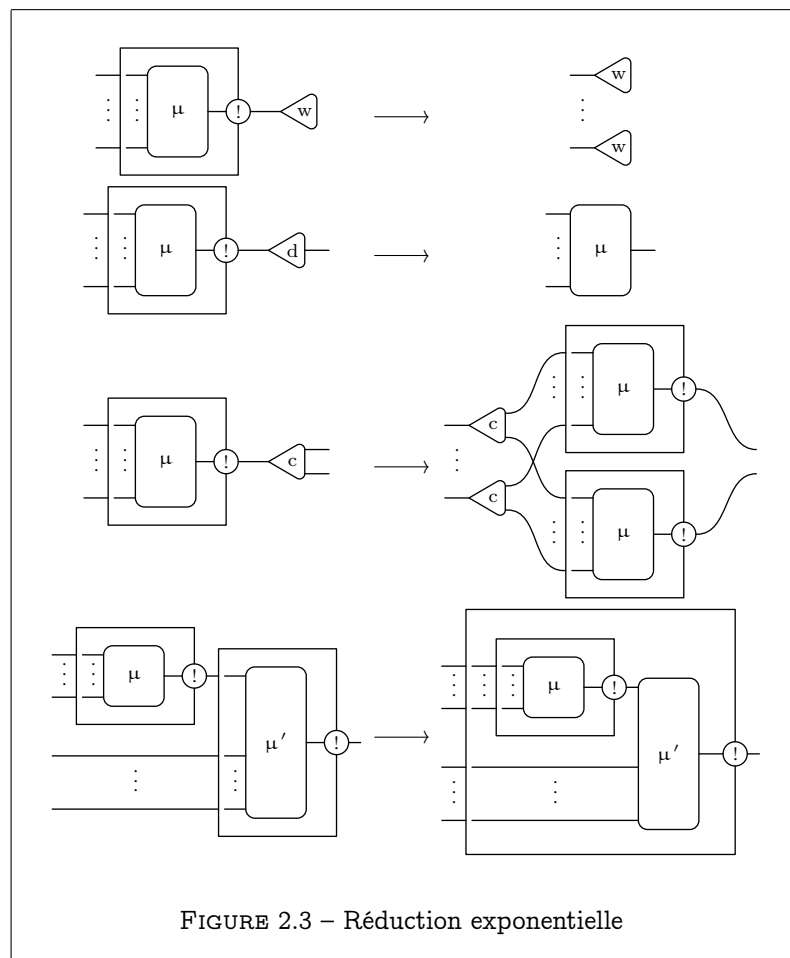 μ ! w w
w
μ ! d μ
μ !
μ ! c c
c
μ !
μ ! μ !
μ' ! μ' !
FIGURE 2.3 – Réduction exponentielle